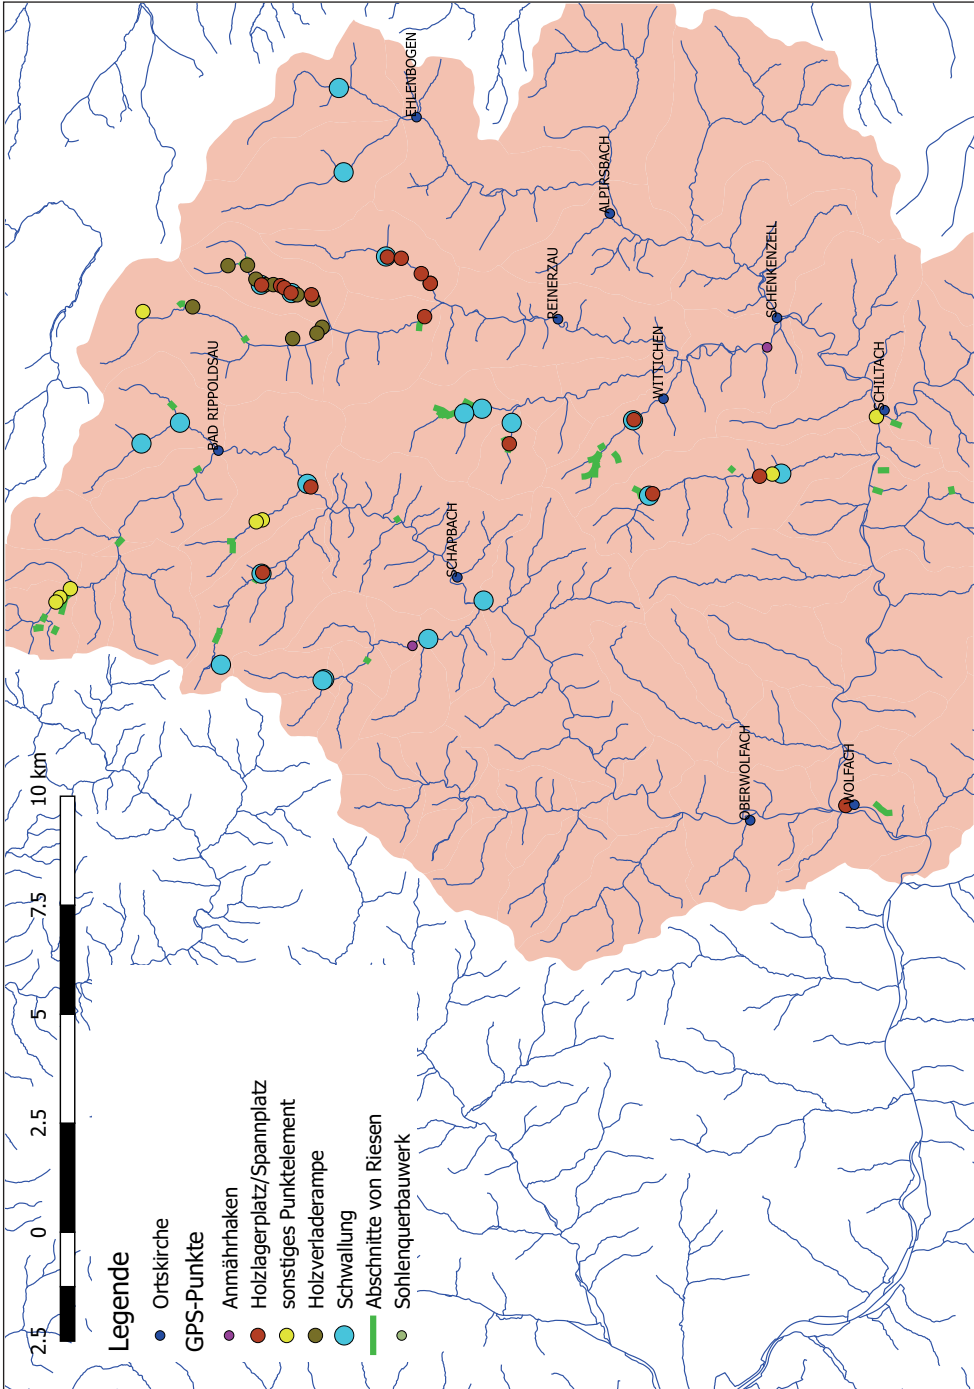 2.5 0 2.5 5 7.5 10 km
Legende
Ortskirche
GPS-Punkte
Anmährhaken
Holzlagerplatz/Spannplatz
sonstiges Punktelement
Holzverladerampe
Schwallung
Abschnitte von Riesen
Sohlenquerbauwerk
EHLENBOGEN
ALPIRSBACH
BAD RIPPOLDSAU
REINERZAU
SCHENKENZELL
WITTICHEN
SCHILTACH
SCHAPBACH
OBERWOLFACH
WOLFACH